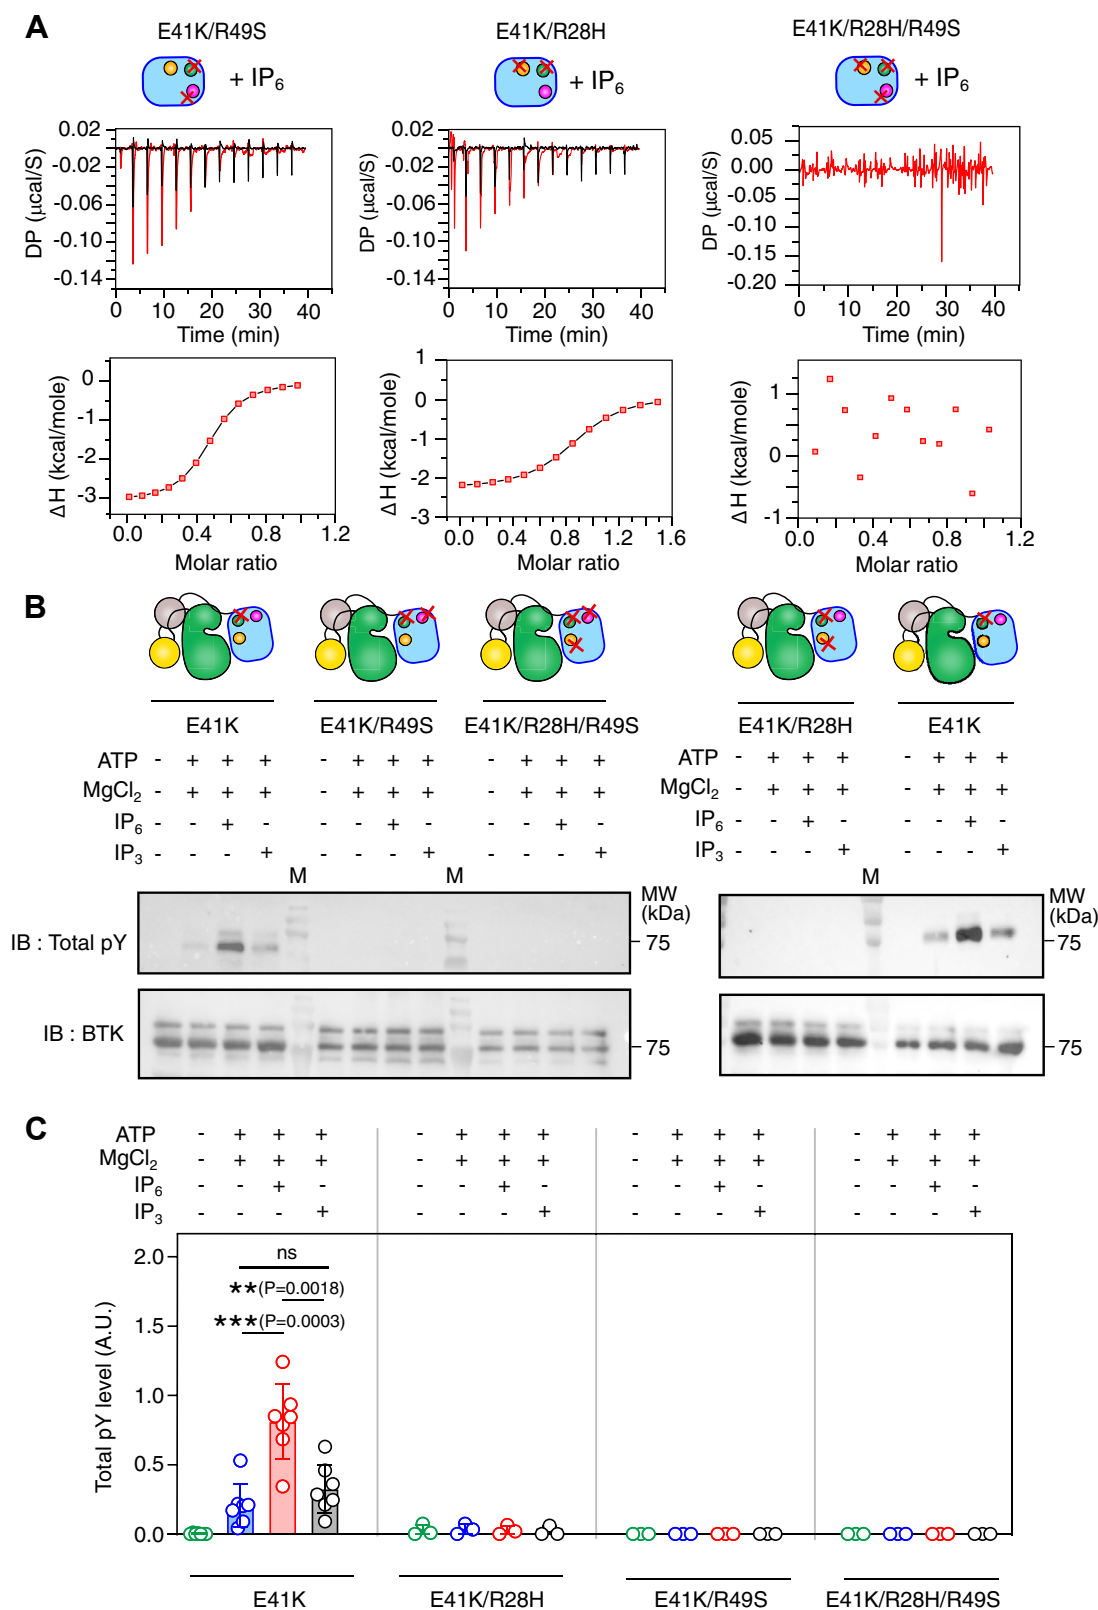 A
E41K/R49S E41K/R28H E41K/R28H/R49S
+ IP6 + IP6 + IP6
DP (µcal/S)
0.02
-0.02
-0.06
-0.10
-0.14
0 10 20 30 40
Time (min)
DP (µcal/S)
0.02
-0.02
-0.06
-0.10
-0.14
0 10 20 30 40
Time (min)
DP (µcal/S)
0.05
0.00
-0.05
-0.10
-0.15
-0.20
0 10 20 30 40
Time (min)
ΔH (kcal/mole)
0
-1
-2
-3
0.0 0.4 0.8 1.2
Molar ratio
ΔH (kcal/mole)
1
0
-1
-2
-3
0.0 0.4 0.8 1.2 1.6
Molar ratio
ΔH (kcal/mole)
1
0
-1
0.0 0.4 0.8 1.2
Molar ratio
B
E41K E41K/R49S E41K/R28H/R49S
ATP - + + + - + + + - + + +
MgCl2 - + + + - + + + - + + +
IP6 - - + - - - + - - - + -
IP3 - - - + - - - + - - - +
M M
MW
(kDa)
IB : Total pY
75
IB : BTK
75
E41K/R28H E41K
ATP - + + + - + + +
MgCl2 - + + + - + + +
IP6 - - + - - - + -
IP3 - - - + - - - +
M
MW
(kDa)
75
75
C
ATP - + + + - + + + - + + + - + + +
MgCl2 - + + + - + + + - + + + - + + +
IP6 - - + - - - + - - - + - - - + -
IP3 - - - + - - - + - - - + - - - +
Total pY level (A.U.)
2.0
1.5
1.0
0.5
0.0
ns
**(P=0.0018)
***(P=0.0003)
E41K E41K/R28H E41K/R49S E41K/R28H/R49S